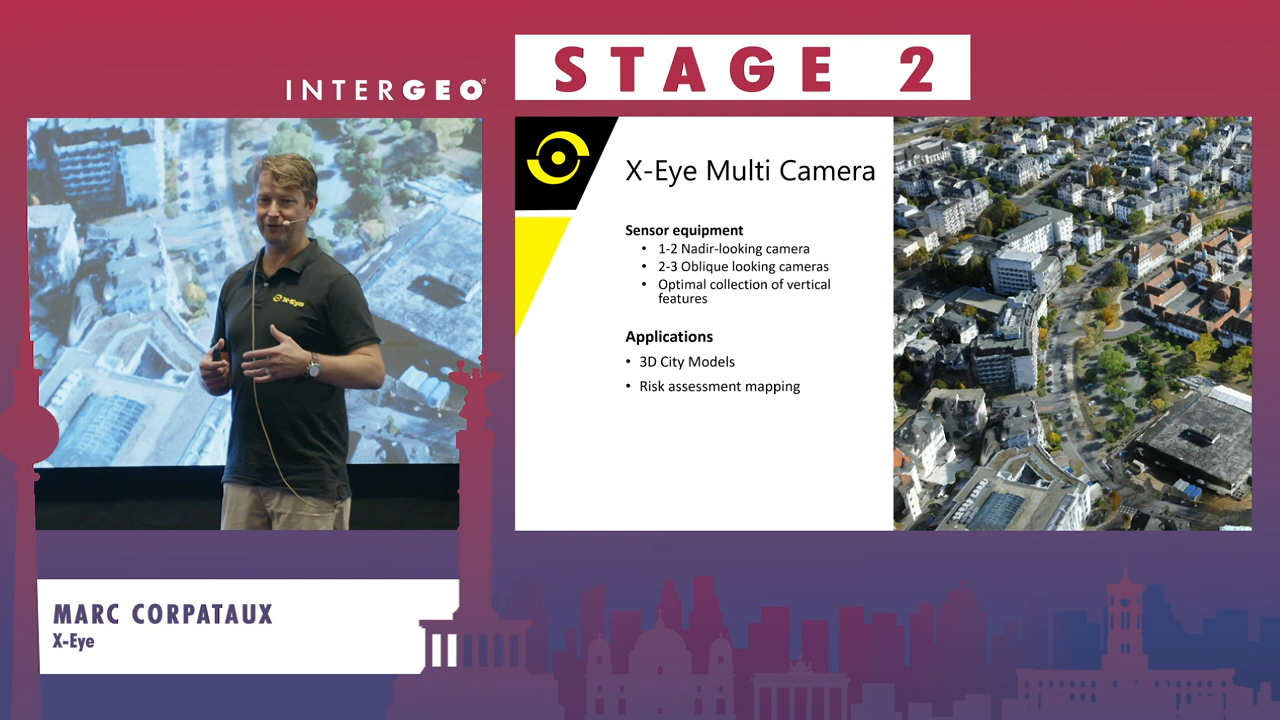 INTERGEO®
STAGE 2
X-Eye
X-Eye Multi Camera
Sensor equipment
• 1-2 Nadir-looking camera
• 2-3 Oblique looking cameras
• Optimal collection of vertical
features
Applications
• 3D City Models
• Risk assessment mapping
MARC CORPATAUX
X-Eye